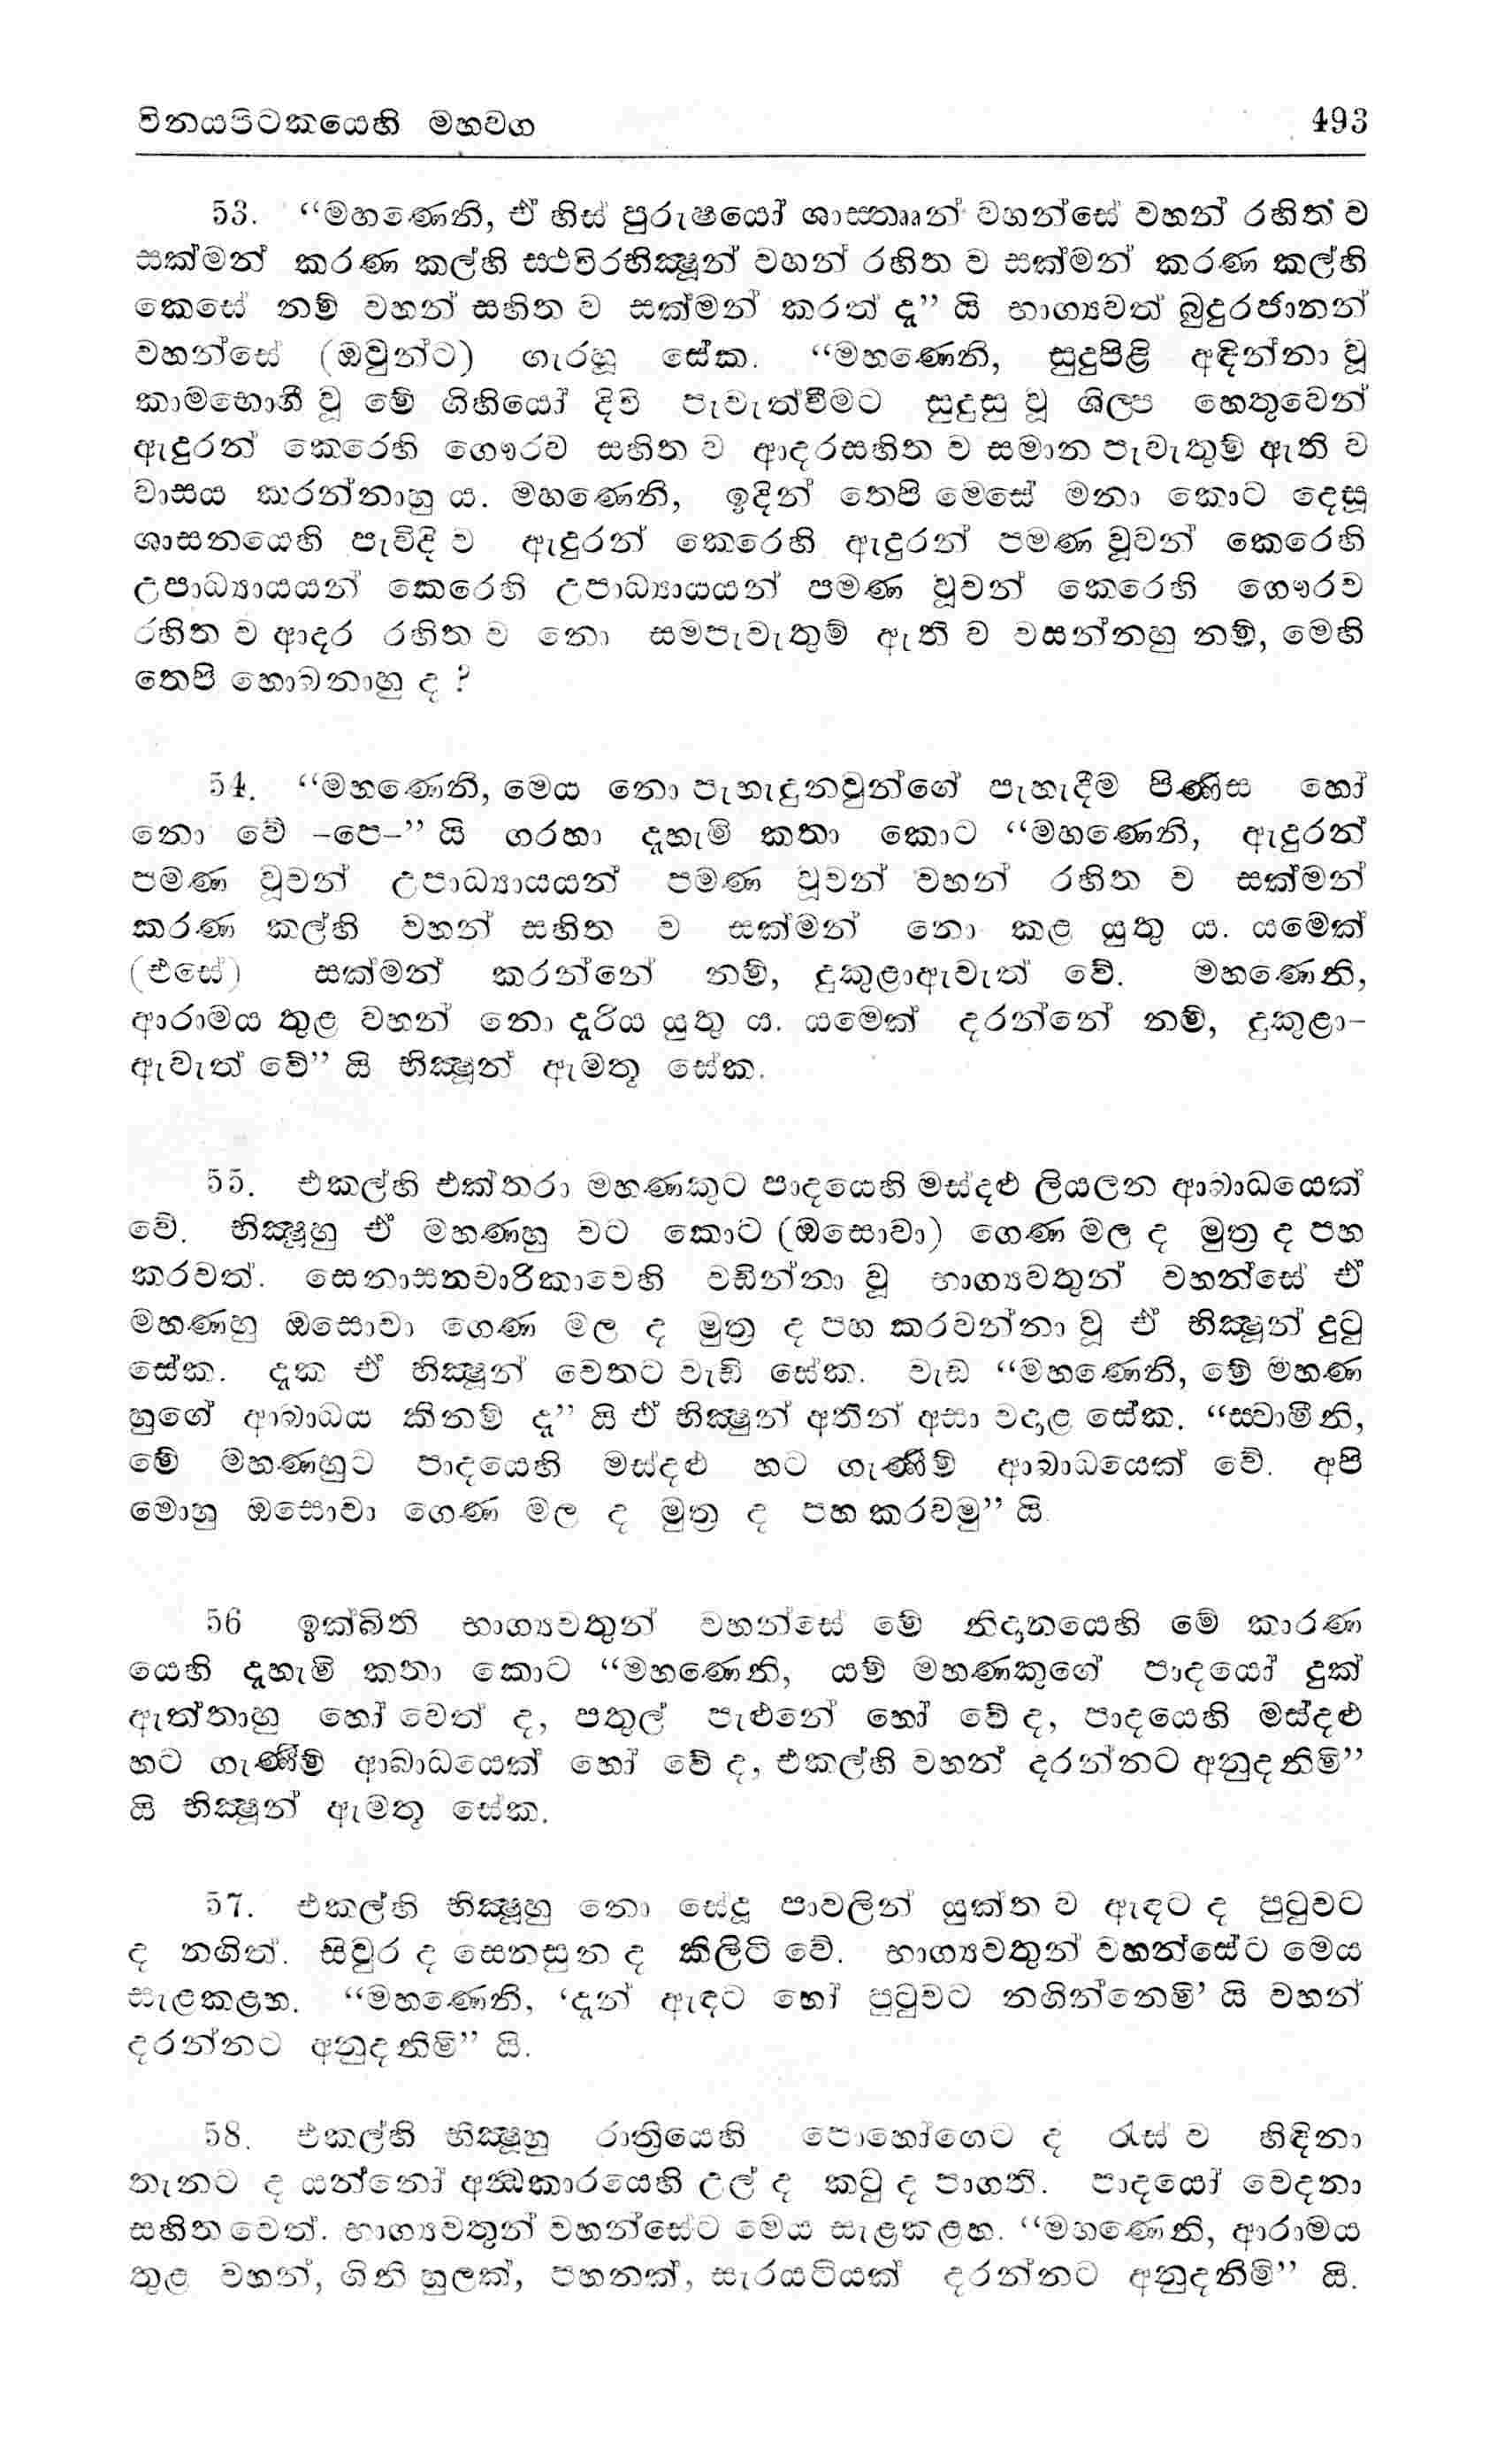 විනයපිටකයෙහි මහවග 493
53. “මහණෙනි, ඒ හිස් පුරුෂයෝ ශාස්තෲන් වහන්සේ වහන් රහිත් ව
සක්මන් කරණ කල්හි ස්ථවිරභික්‍ෂූන් වහන් රහිත ව සක්මන් කරණ කල්හි
කෙසේ නම් වහන් සහිත ව සක්මන් කරත් ද” යි භාග්‍යවත් බුදුරජානන්
වහන්සේ (ඔවුන්ට) ගැරහූ සේක. “මහණෙනි, සුදුපිළි අඳින්නා වූ
කාමභොගී වූ මේ ගිහියෝ දිවි පැවැත්වීමට සුදුසු වූ ශිල්ප හෙතුවෙන්
ඇදුරන් කෙරෙහි ගෞරව සහිත ව ආදරසහිත ව සමාන පැවැතුම් ඇති ව
වාසය කරන්නාහු ය. මහණෙනි, ඉදින් තෙපි මෙසේ මනා කොට දෙසූ
ශාසනයෙහි පැවිදි ව ඇදුරන් කෙරෙහි ඇදුරන් පමණ වූවන් කෙරෙහි
උපාධ්‍යායයන් කෙරෙහි උපාධ්‍යායයන් පමණ වූවන් කෙරෙහි ගෞරව
රහිත ව ආදර රහිත ව නො සමපැවැතුම් ඇති ව වසන්නහු නම්, මෙහි
තෙපි හොබනාහු ද ?
54. “මහණෙනි, මෙය නො පැහැදුනවුන්ගේ පැහැදීම පිණිස හෝ
නො වේ –පෙ–” යි ගරහා දැහැමි කතා කොට “මහණෙනි, ඇදුරන්
පමණ වූවන් උපාධ්‍යායයන් පමණ වූවන් වහන් රහිත ව සක්මන්
කරණ කල්හි වහන් සහිත ව සක්මන් නො කළ යුතු ය. යමෙක්
(එසේ) සක්මන් කරන්නේ නම්, දුකුළාඇවැත් වේ. මහණෙනි,
ආරාමය තුළ වහන් නො දැරිය යුතු ය. යමෙක් දරන්නේ නම්, දුකුළා–
ඇවැත් වේ” යි භික්‍ෂූන් ඇමතූ සේක.
55. එකල්හි එක්තරා මහණකුට පාදයෙහි මස්දළු ලියලන ආබාධයෙක්
වේ. භික්‍ෂූහු ඒ මහණහු වට කොට (ඔසොවා) ගෙණ මල ද මුත්‍ර ද පහ
කරවත්. සෙනාසනචාරිකාවෙහි වඩින්නා වූ භාග්‍යවතුන් වහන්සේ ඒ
මහණහු ඔසොවා ගෙණ මල ද මුත්‍ර ද පහ කරවන්නා වූ ඒ භික්‍ෂූන් දුටු
සේක. දැක ඒ භික්‍ෂූන් වෙතට වැඩි සේක. වැඩ “මහණෙනි, මේ මහණ
හුගේ ආබාධය කිනම් ද” යි ඒ භික්‍ෂුන් අතින් අසා වදාළ සේක. “ස්වාමීනි,
මේ මහණහුට පාදයෙහි මස්දළු හට ගැණීම් ආබාධයෙක් වේ. අපි
මොහු ඔසොවා ගෙණ මල ද මුත්‍ර ද පහ කරවමු” යි.
56 ඉක්බිති භාග්‍යවතුන් වහන්සේ මේ නිදානයෙහි මේ කාරණ
යෙහි දැහැමි කතා කොට “මහණෙනි, යම් මහණකුගේ පාදයෝ දුක්
ඇත්තාහු හෝ වෙත් ද, පතුල් පැළුනේ හෝ වේ ද, පාදයෙහි මස්දළු
හට ගැණීම් ආබාධයෙක් හෝ වේ ද, එකල්හි වහන් දරන්නට අනුදනිමි”
යි භික්‍ෂූන් ඇමතූ සේක.
57. එකල්හි භික්‍ෂූහු නො සේදූ පාවලින් යුක්ත ව ඇඳට ද පුටුවට
ද නගිත්. සිවුර ද සෙනසුන ද කිලිටි වේ. භාග්‍යවතුන් වහන්සේට මෙය
සැළකළහ. “මහණෙනි, ‘දැන් ඇඳට හෝ පුටුවට නගින්නෙමි’ යි වහන්
දරන්නට අනුදනිමි” යි.
58. එකල්හි භික්‍ෂූහු රාත්‍රියෙහි පොහෝගෙට ද රැස් ව හිඳිනා
තැනට ද යන්නෝ අන්‍ධකාරයෙහි උල් ද කටු ද පාගති. පාදයෝ වෙදනා
සහිත වෙත්. භාග්‍යවතුන් වහන්සේට මෙය සැළකළහ. “මහණෙනි, ආරාමය
තුළ වහන්, ගිනි හුලක්, පහනක්, සැරයටියක් දරන්නට අනුදනිමි” යි.